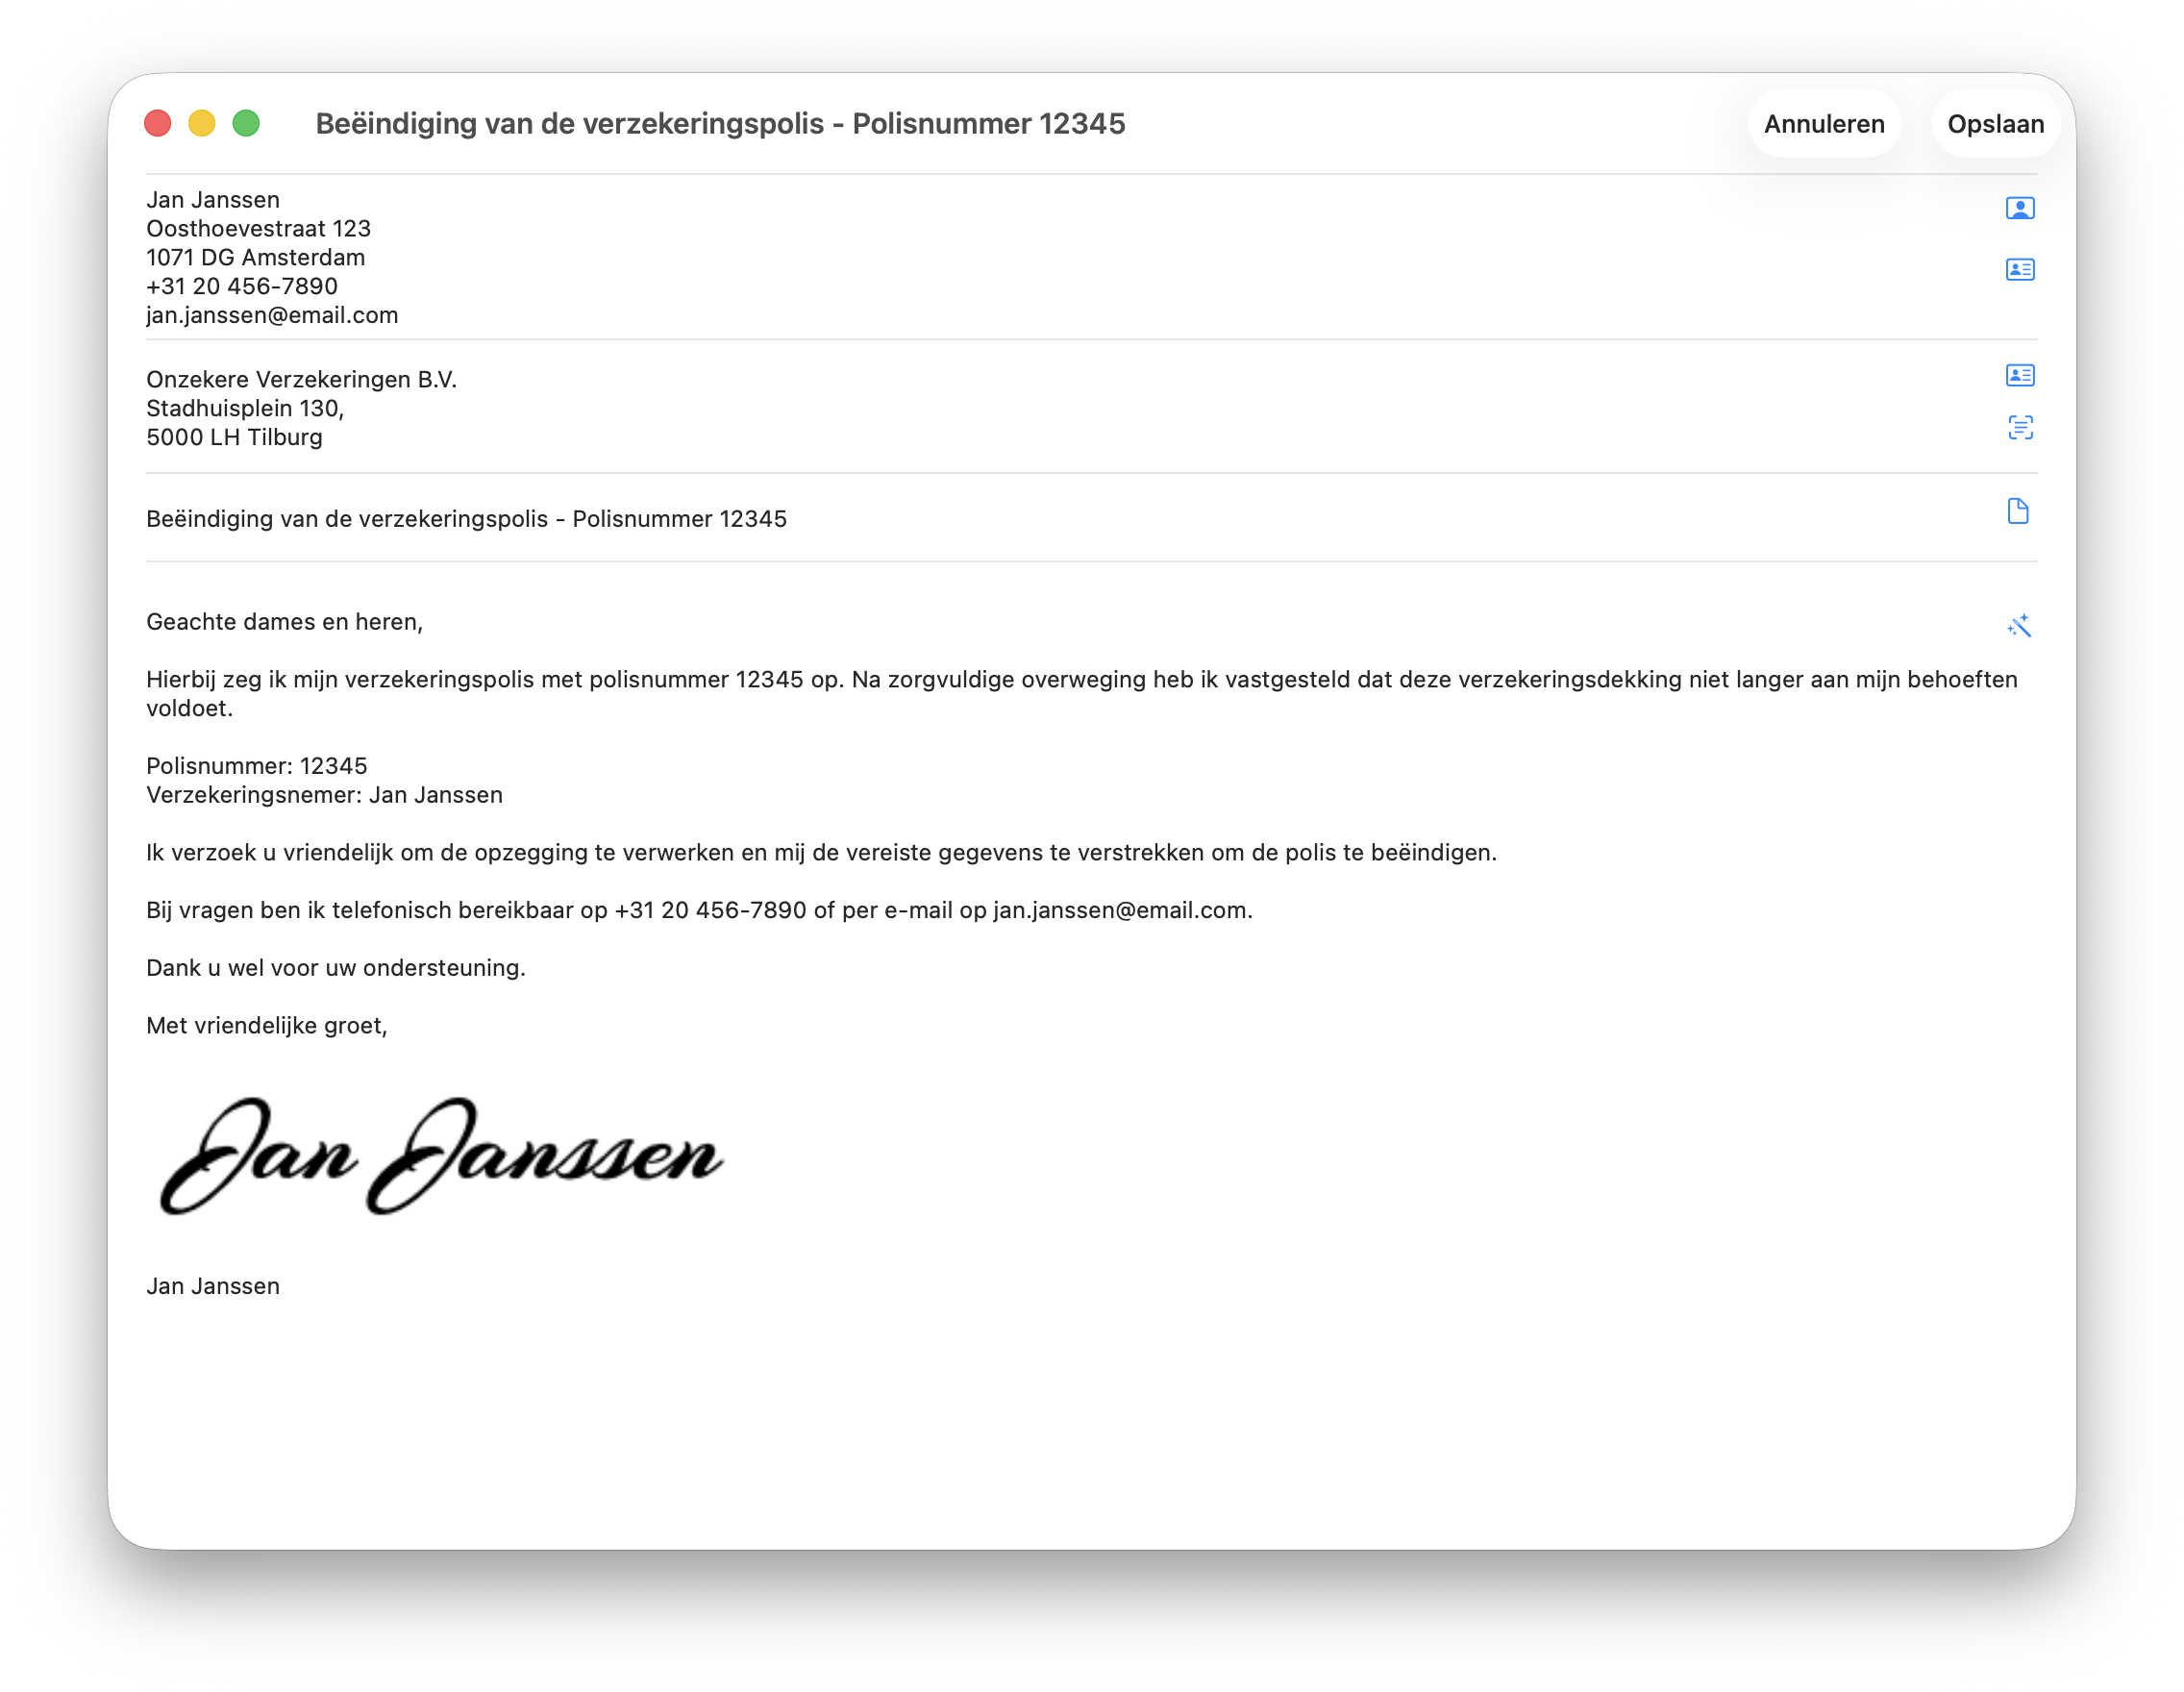 Beëindiging van de verzekeringspolis - Polisnummer 12345
Annuleren
Opslaan
Jan Janssen
Oosthoevestraat 123
1071 DG Amsterdam
+31 20 456-7890
jan.janssen@email.com
Onzekere Verzekeringen B.V.
Stadhuisplein 130,
5000 LH Tilburg
Beëindiging van de verzekeringspolis - Polisnummer 12345
Geachte dames en heren,
Hierbij zeg ik mijn verzekeringspolis met polisnummer 12345 op. Na zorgvuldige overweging heb ik vastgesteld dat deze verzekeringsdekking niet langer aan mijn behoeften
voldoet.
Polisnummer: 12345
Verzekeringsnemer: Jan Janssen
Ik verzoek u vriendelijk om de opzegging te verwerken en mij de vereiste gegevens te verstrekken om de polis te beëindigen.
Bij vragen ben ik telefonisch bereikbaar op +31 20 456-7890 of per e-mail op jan.janssen@email.com.
Dank u wel voor uw ondersteuning.
Met vriendelijke groet,
Jan Janssen
Jan Janssen